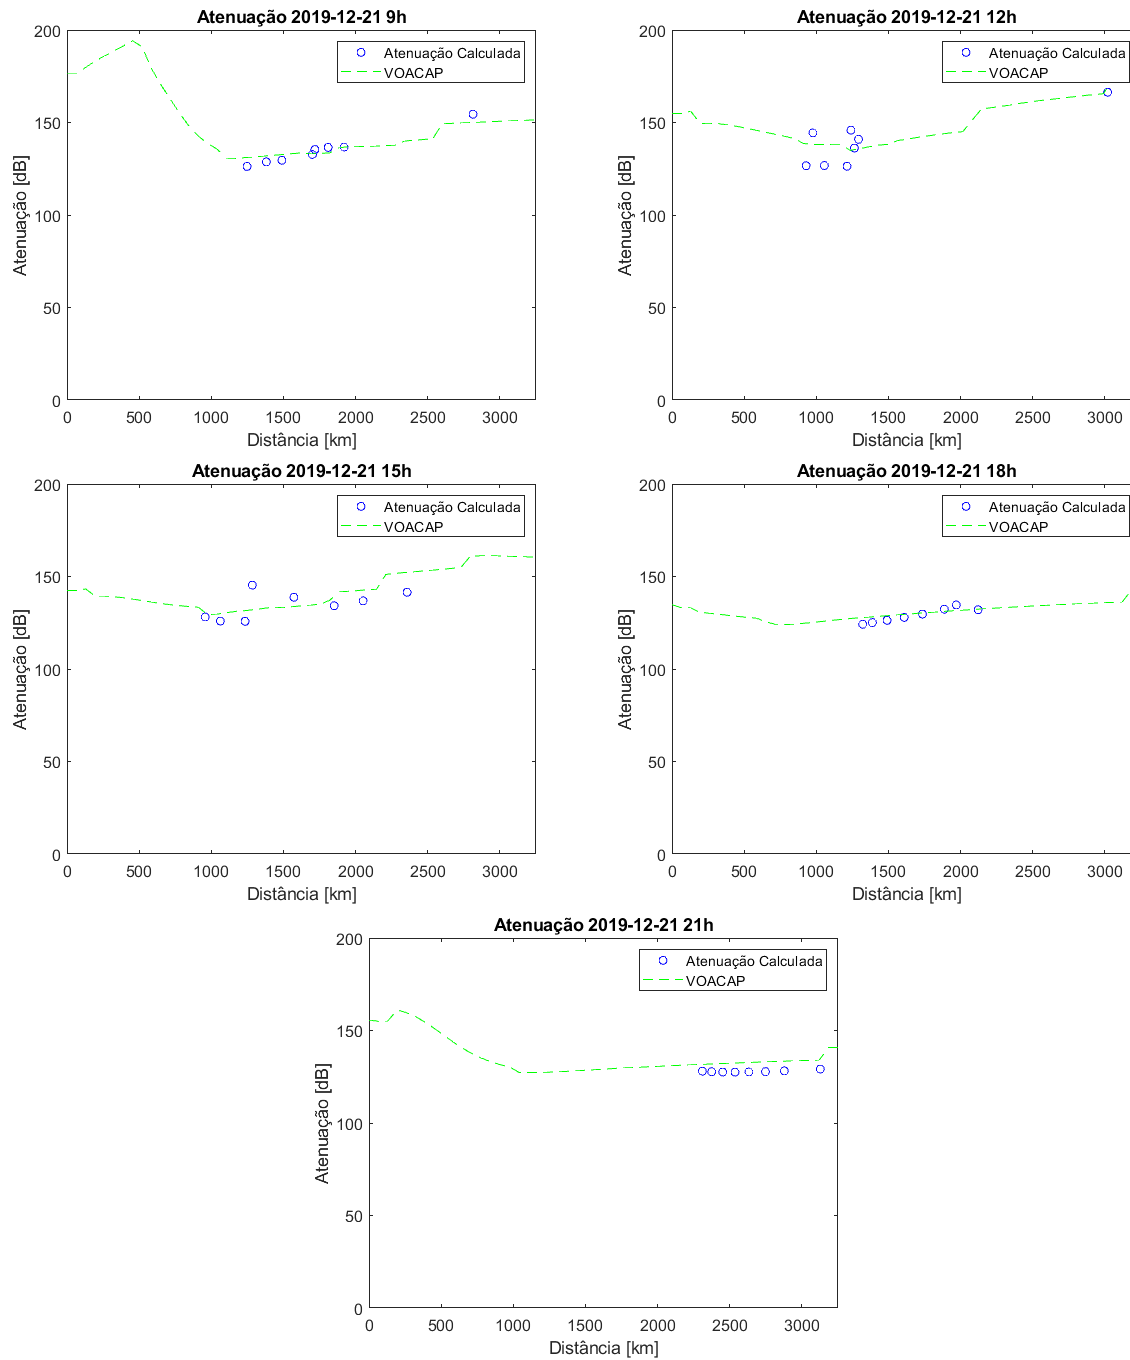 Atenuação 2019-12-21 9h
Atenuação [dB]
200
150
100
50
0
Atenuação Calculada
VOACAP
0 500 1000 1500 2000 2500 3000
Distância [km]
Atenuação 2019-12-21 12h
Atenuação [dB]
200
150
100
50
0
Atenuação Calculada
VOACAP
0 500 1000 1500 2000 2500 3000
Distância [km]
Atenuação 2019-12-21 15h
Atenuação [dB]
200
150
100
50
0
Atenuação Calculada
VOACAP
0 500 1000 1500 2000 2500 3000
Distância [km]
Atenuação 2019-12-21 18h
Atenuação [dB]
200
150
100
50
0
Atenuação Calculada
VOACAP
0 500 1000 1500 2000 2500 3000
Distância [km]
Atenuação 2019-12-21 21h
Atenuação [dB]
200
150
100
50
0
Atenuação Calculada
VOACAP
0 500 1000 1500 2000 2500 3000
Distância [km]